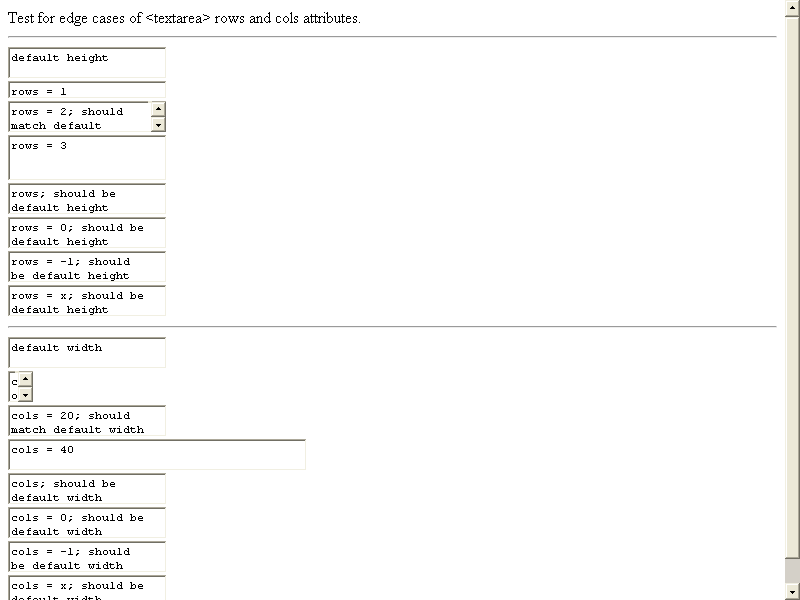 Test for edge cases of <textarea> rows and cols attributes.
default height
rows = 1
rows = 2; should
match default
rows = 3
rows; should be
default height
rows = 0; should be
default height
rows = -1; should
be default height
rows = x; should be
default height
default width
c
o
cols = 20; should
match default width
cols = 40
cols; should be
default width
cols = 0; should be
default width
cols = -1; should
be default width
cols = x; should be
default width